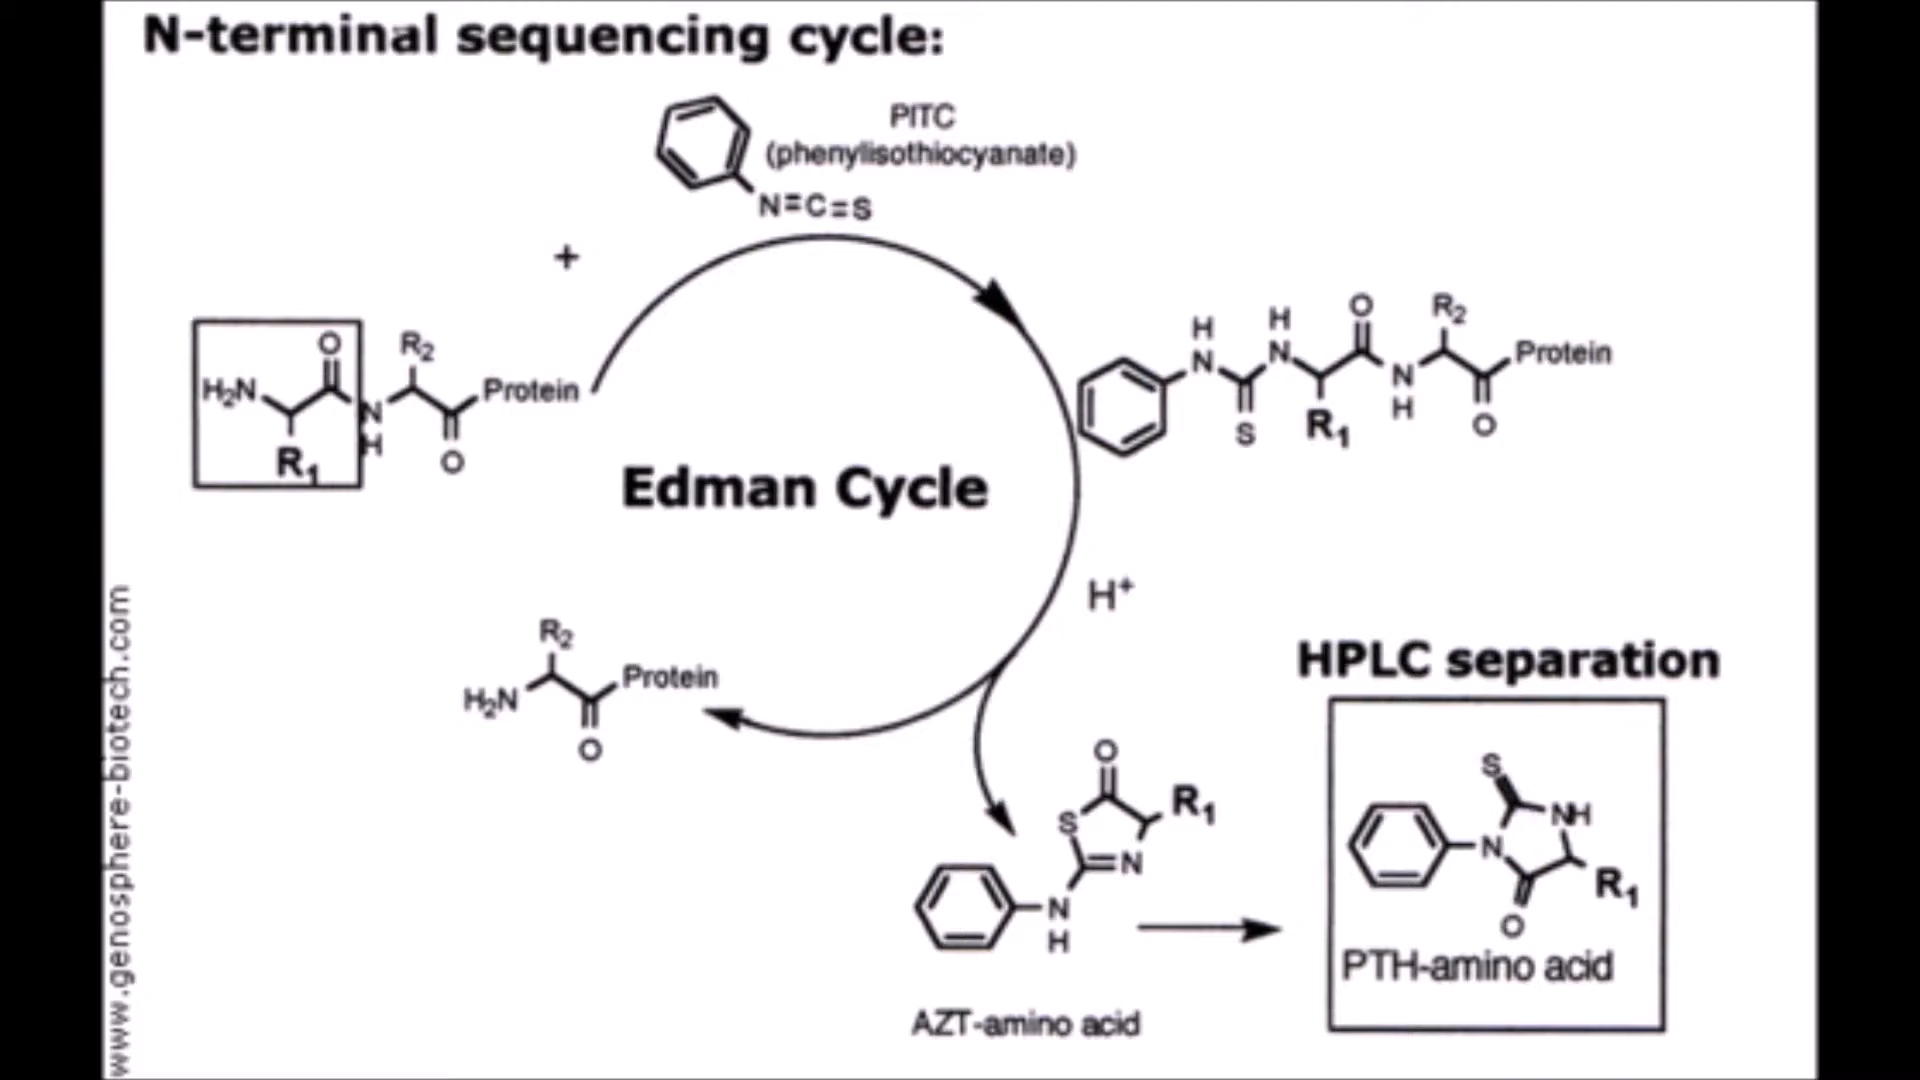 N-terminal sequencing cycle:
PITC
(phenylisothiocyanate)
N=C=S
+
H₂N
O
N
H
R₁
R₂
O
Protein
H
N
S
H
N
R₁
O
N
H
R₂
O
Protein
Edman Cycle
H⁺
R₂
H₂N
O
Protein
HPLC separation
O
S
R₁
N
N
H
AZT-amino acid
S
NH
N
R₁
O
PTH-amino acid
www.genosphere-biotech.com